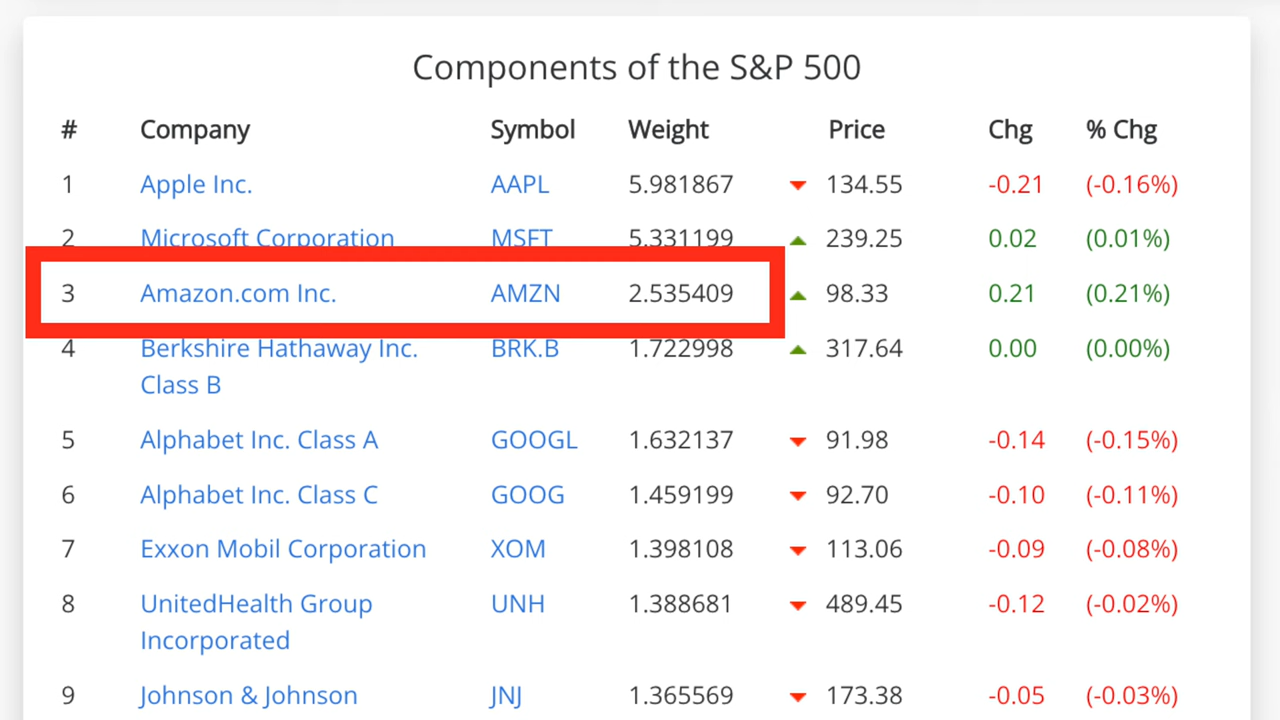 Components of the S&P 500
# Company Symbol Weight Price Chg % Chg
1 Apple Inc. AAPL 5.981867 134.55 -0.21 (-0.16%)
2 Microsoft Corporation MSFT 5.331199 239.25 0.02 (0.01%)
3 Amazon.com Inc. AMZN 2.535409 98.33 0.21 (0.21%)
4 Berkshire Hathaway Inc. BRK.B 1.722998 317.64 0.00 (0.00%)
Class B
5 Alphabet Inc. Class A GOOGL 1.632137 91.98 -0.14 (-0.15%)
6 Alphabet Inc. Class C GOOG 1.459199 92.70 -0.10 (-0.11%)
7 Exxon Mobil Corporation XOM 1.398108 113.06 -0.09 (-0.08%)
8 UnitedHealth Group UNH 1.388681 489.45 -0.12 (-0.02%)
Incorporated
9 Johnson & Johnson JNJ 1.365569 173.38 -0.05 (-0.03%)